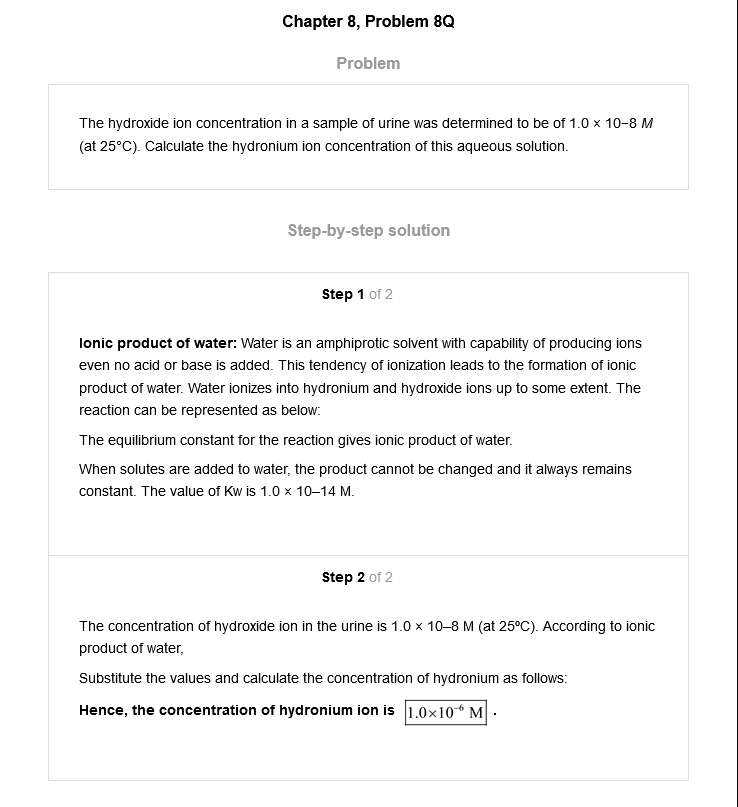 Chapter 8, Problem 8Q
Problem
The hydroxide ion concentration in a sample of urine was determined to be of 1.0 × 10−8 M
(at 25°C). Calculate the hydronium ion concentration of this aqueous solution.
Step-by-step solution
Step 1 of 2
Ionic product of water: Water is an amphiprotic solvent with capability of producing ions
even no acid or base is added. This tendency of ionization leads to the formation of ionic
product of water. Water ionizes into hydronium and hydroxide ions up to some extent. The
reaction can be represented as below:
The equilibrium constant for the reaction gives ionic product of water.
When solutes are added to water, the product cannot be changed and it always remains
constant. The value of Kw is 1.0 × 10–14 M.
Step 2 of 2
The concentration of hydroxide ion in the urine is 1.0 × 10–8 M (at 25ºC). According to ionic
product of water,
Substitute the values and calculate the concentration of hydronium as follows:
Hence, the concentration of hydronium ion is 1.0×10⁻⁶ M .